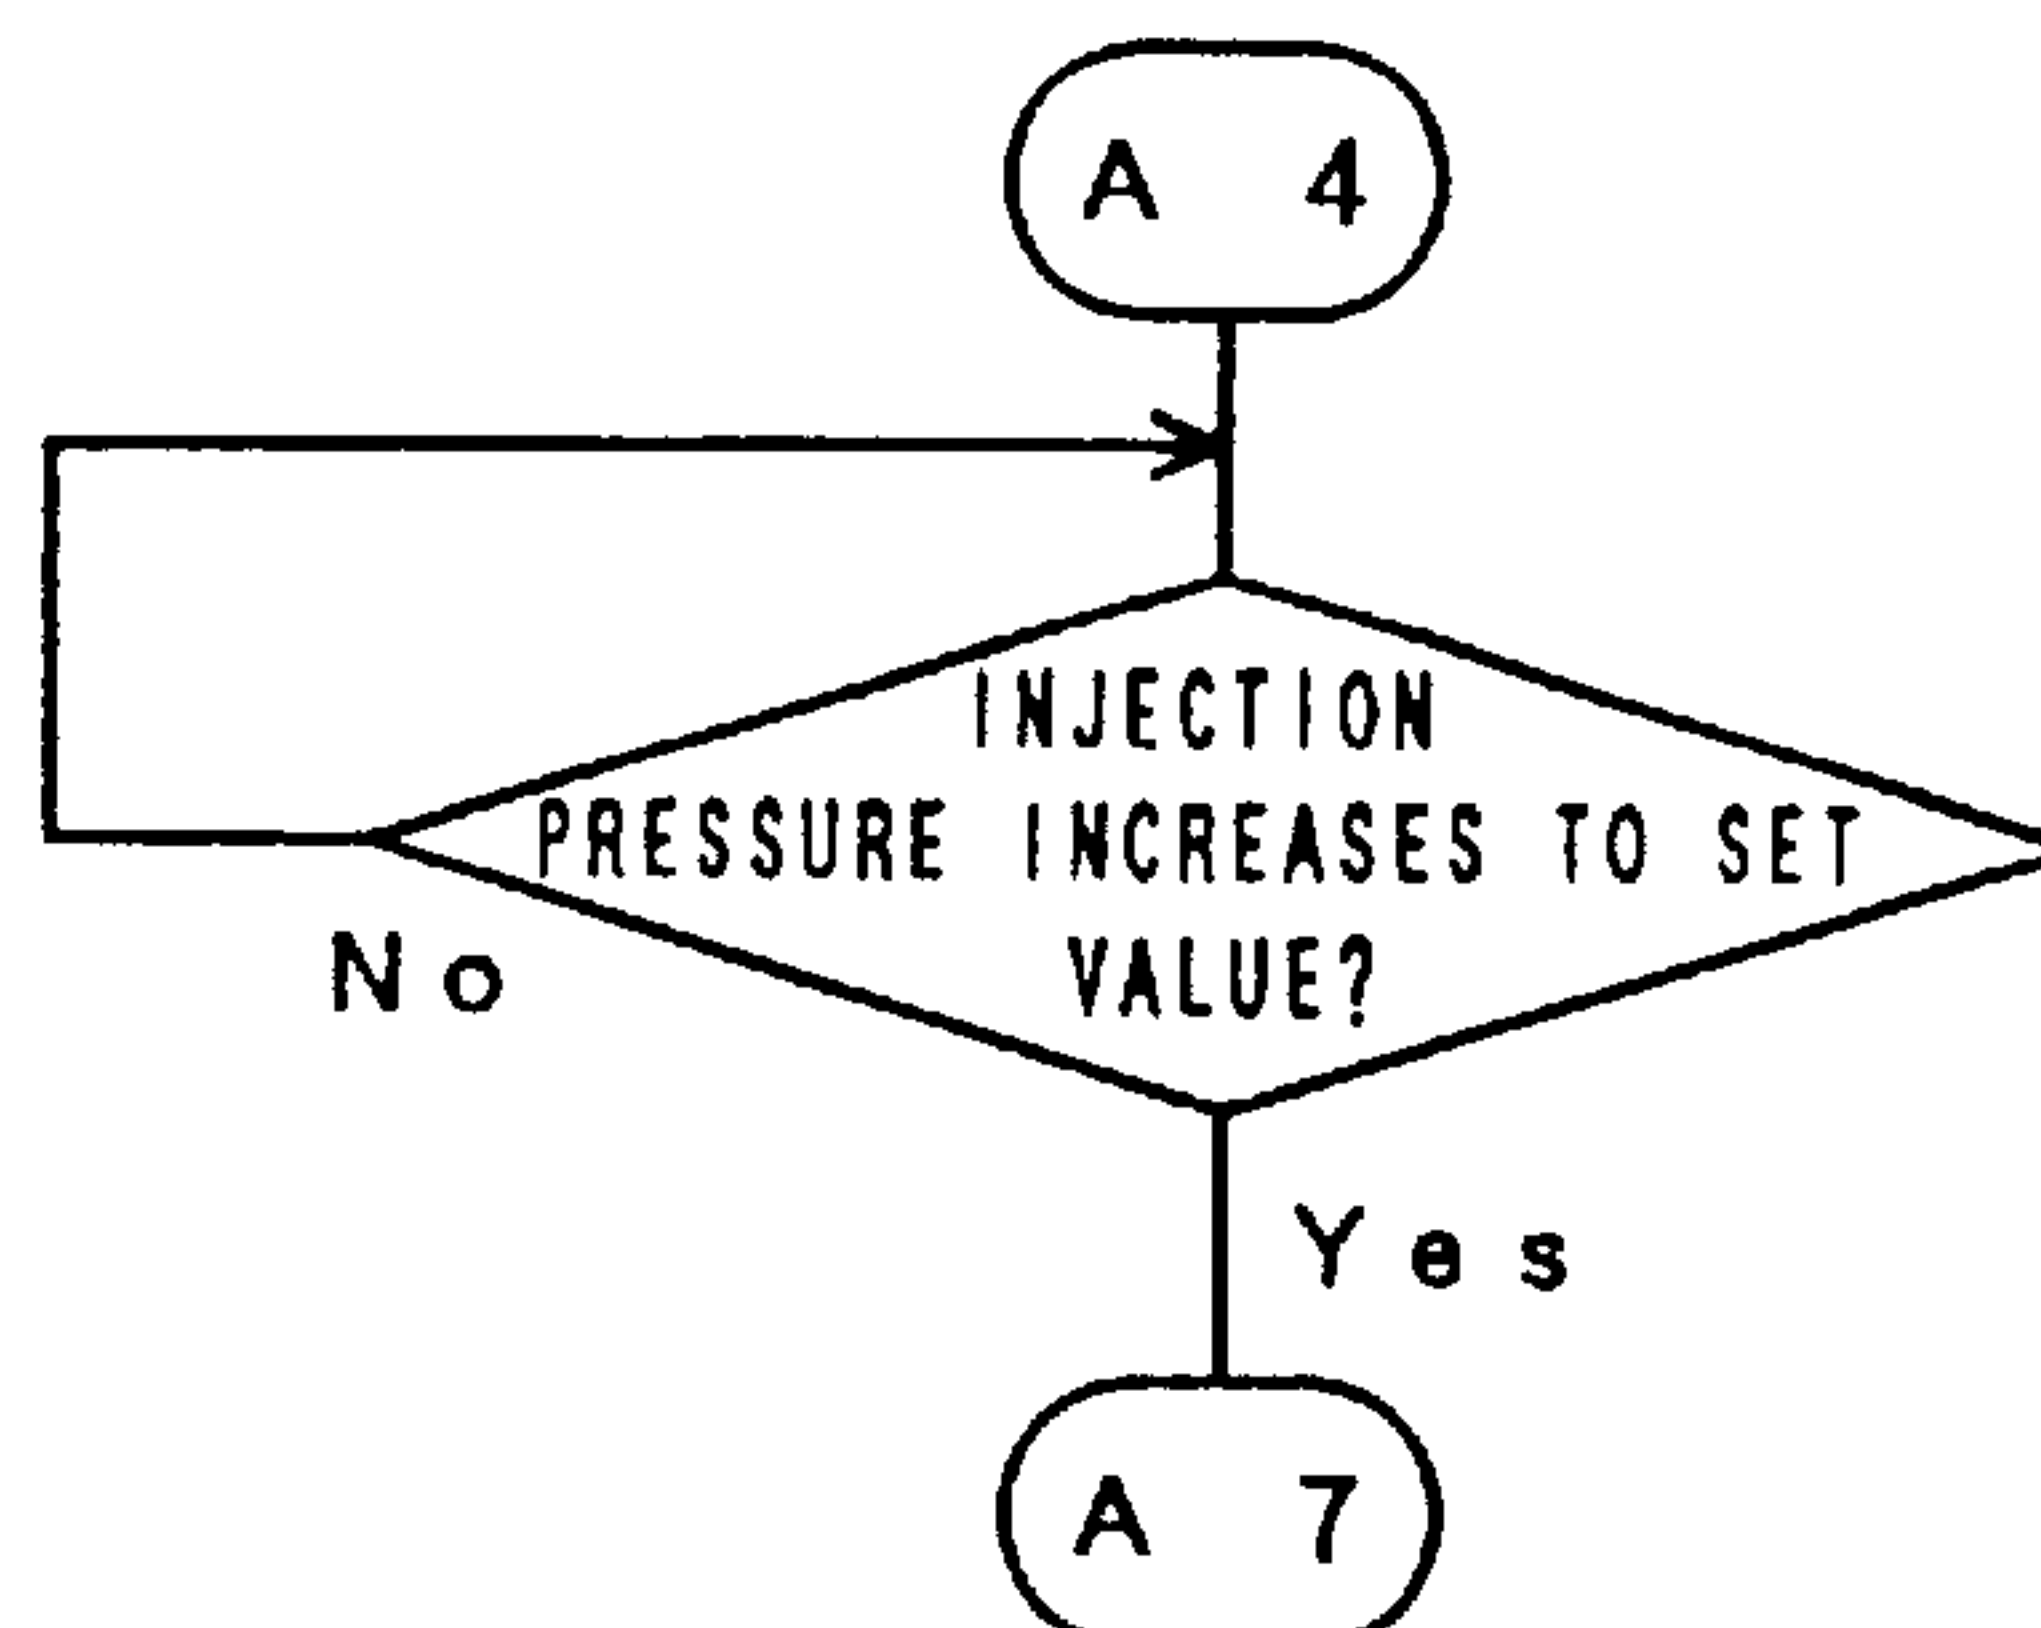 A 4
INJECTION
PRESSURE INCREASES TO SET
VALUE?
No
Yes
A 7